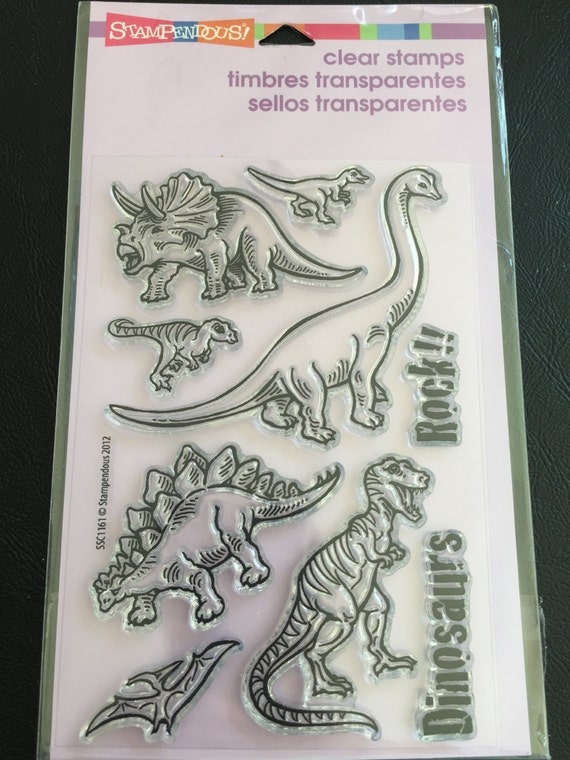 STAMPENDOUS!
clear stamps
timbres transparentes
sellos transparentes
Rock!!
SSC1161 © Stampendous 2012
Dinosaurs